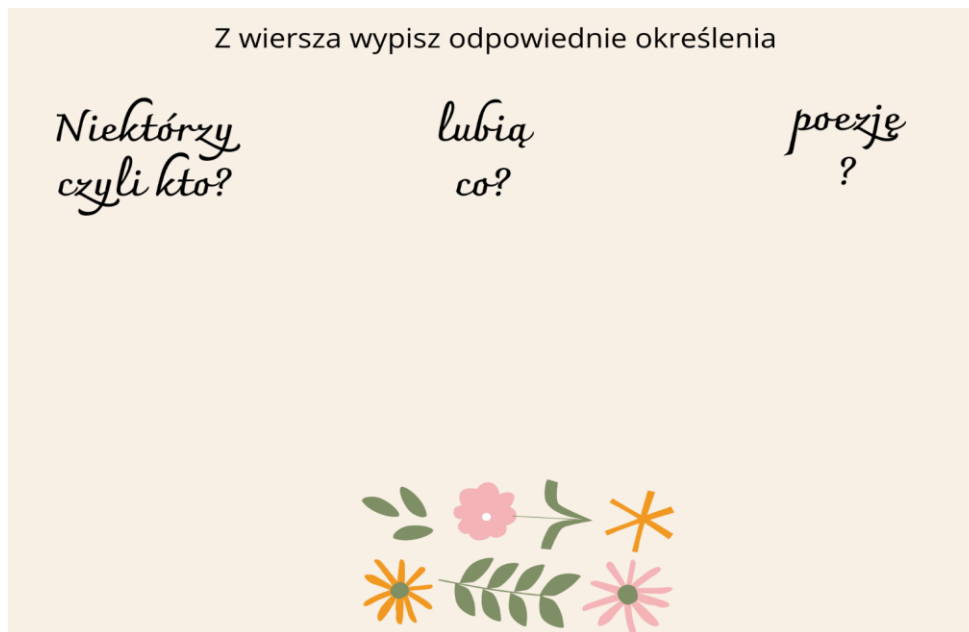 Z wiersza wypisz odpowiednie określenia
Niektórzy
czyli kto?
lubią
co?
poezję
?